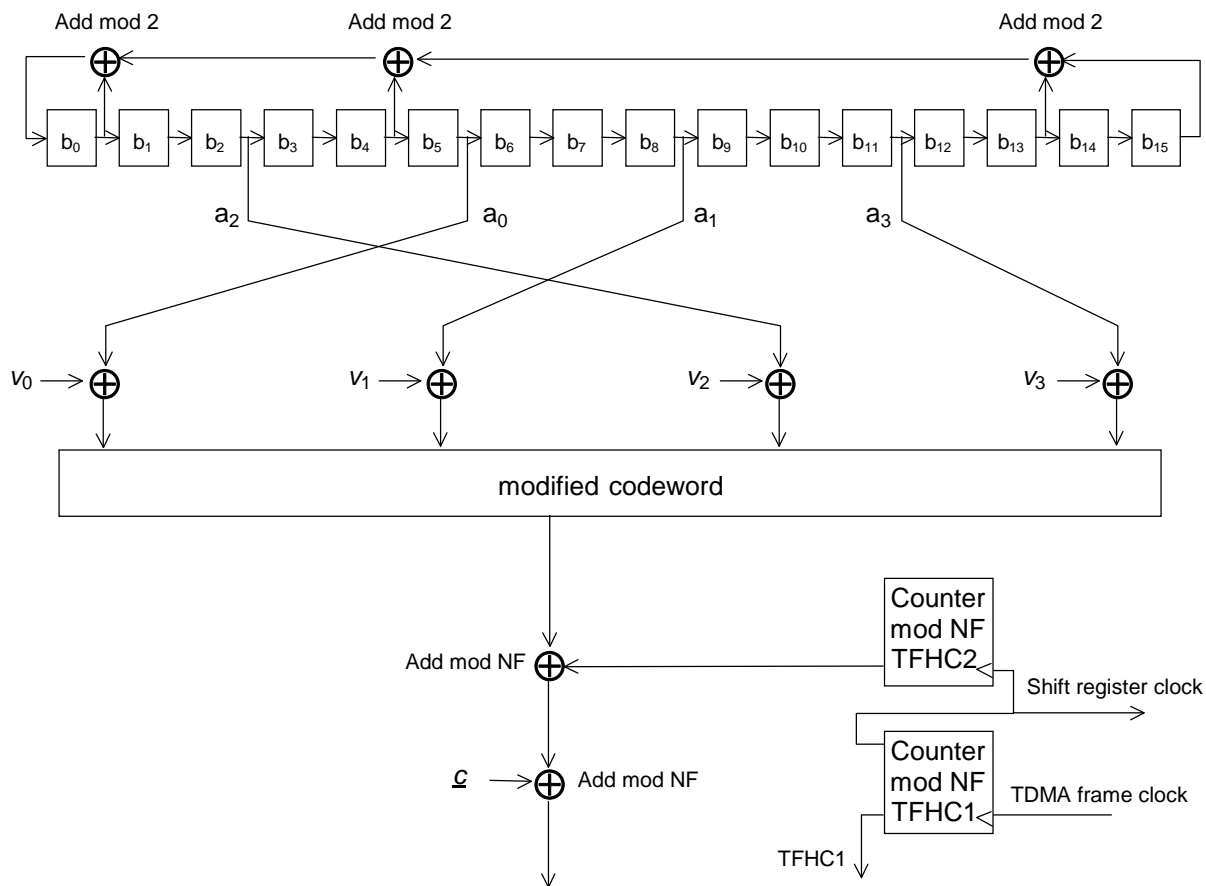 Add mod 2
Add mod 2
Add mod 2
b₀ b₁ b₂ b₃ b₄ b₅ b₆ b₇ b₈ b₉ b₁₀ b₁₁ b₁₂ b₁₃ b₁₄ b₁₅
a₂ a₀ a₁ a₃
v₀ v₁ v₂ v₃
modified codeword
Counter
mod NF
TFHC2
Add mod NF
Shift register clock
Counter
mod NF
TFHC1
c
Add mod NF
TDMA frame clock
TFHC1